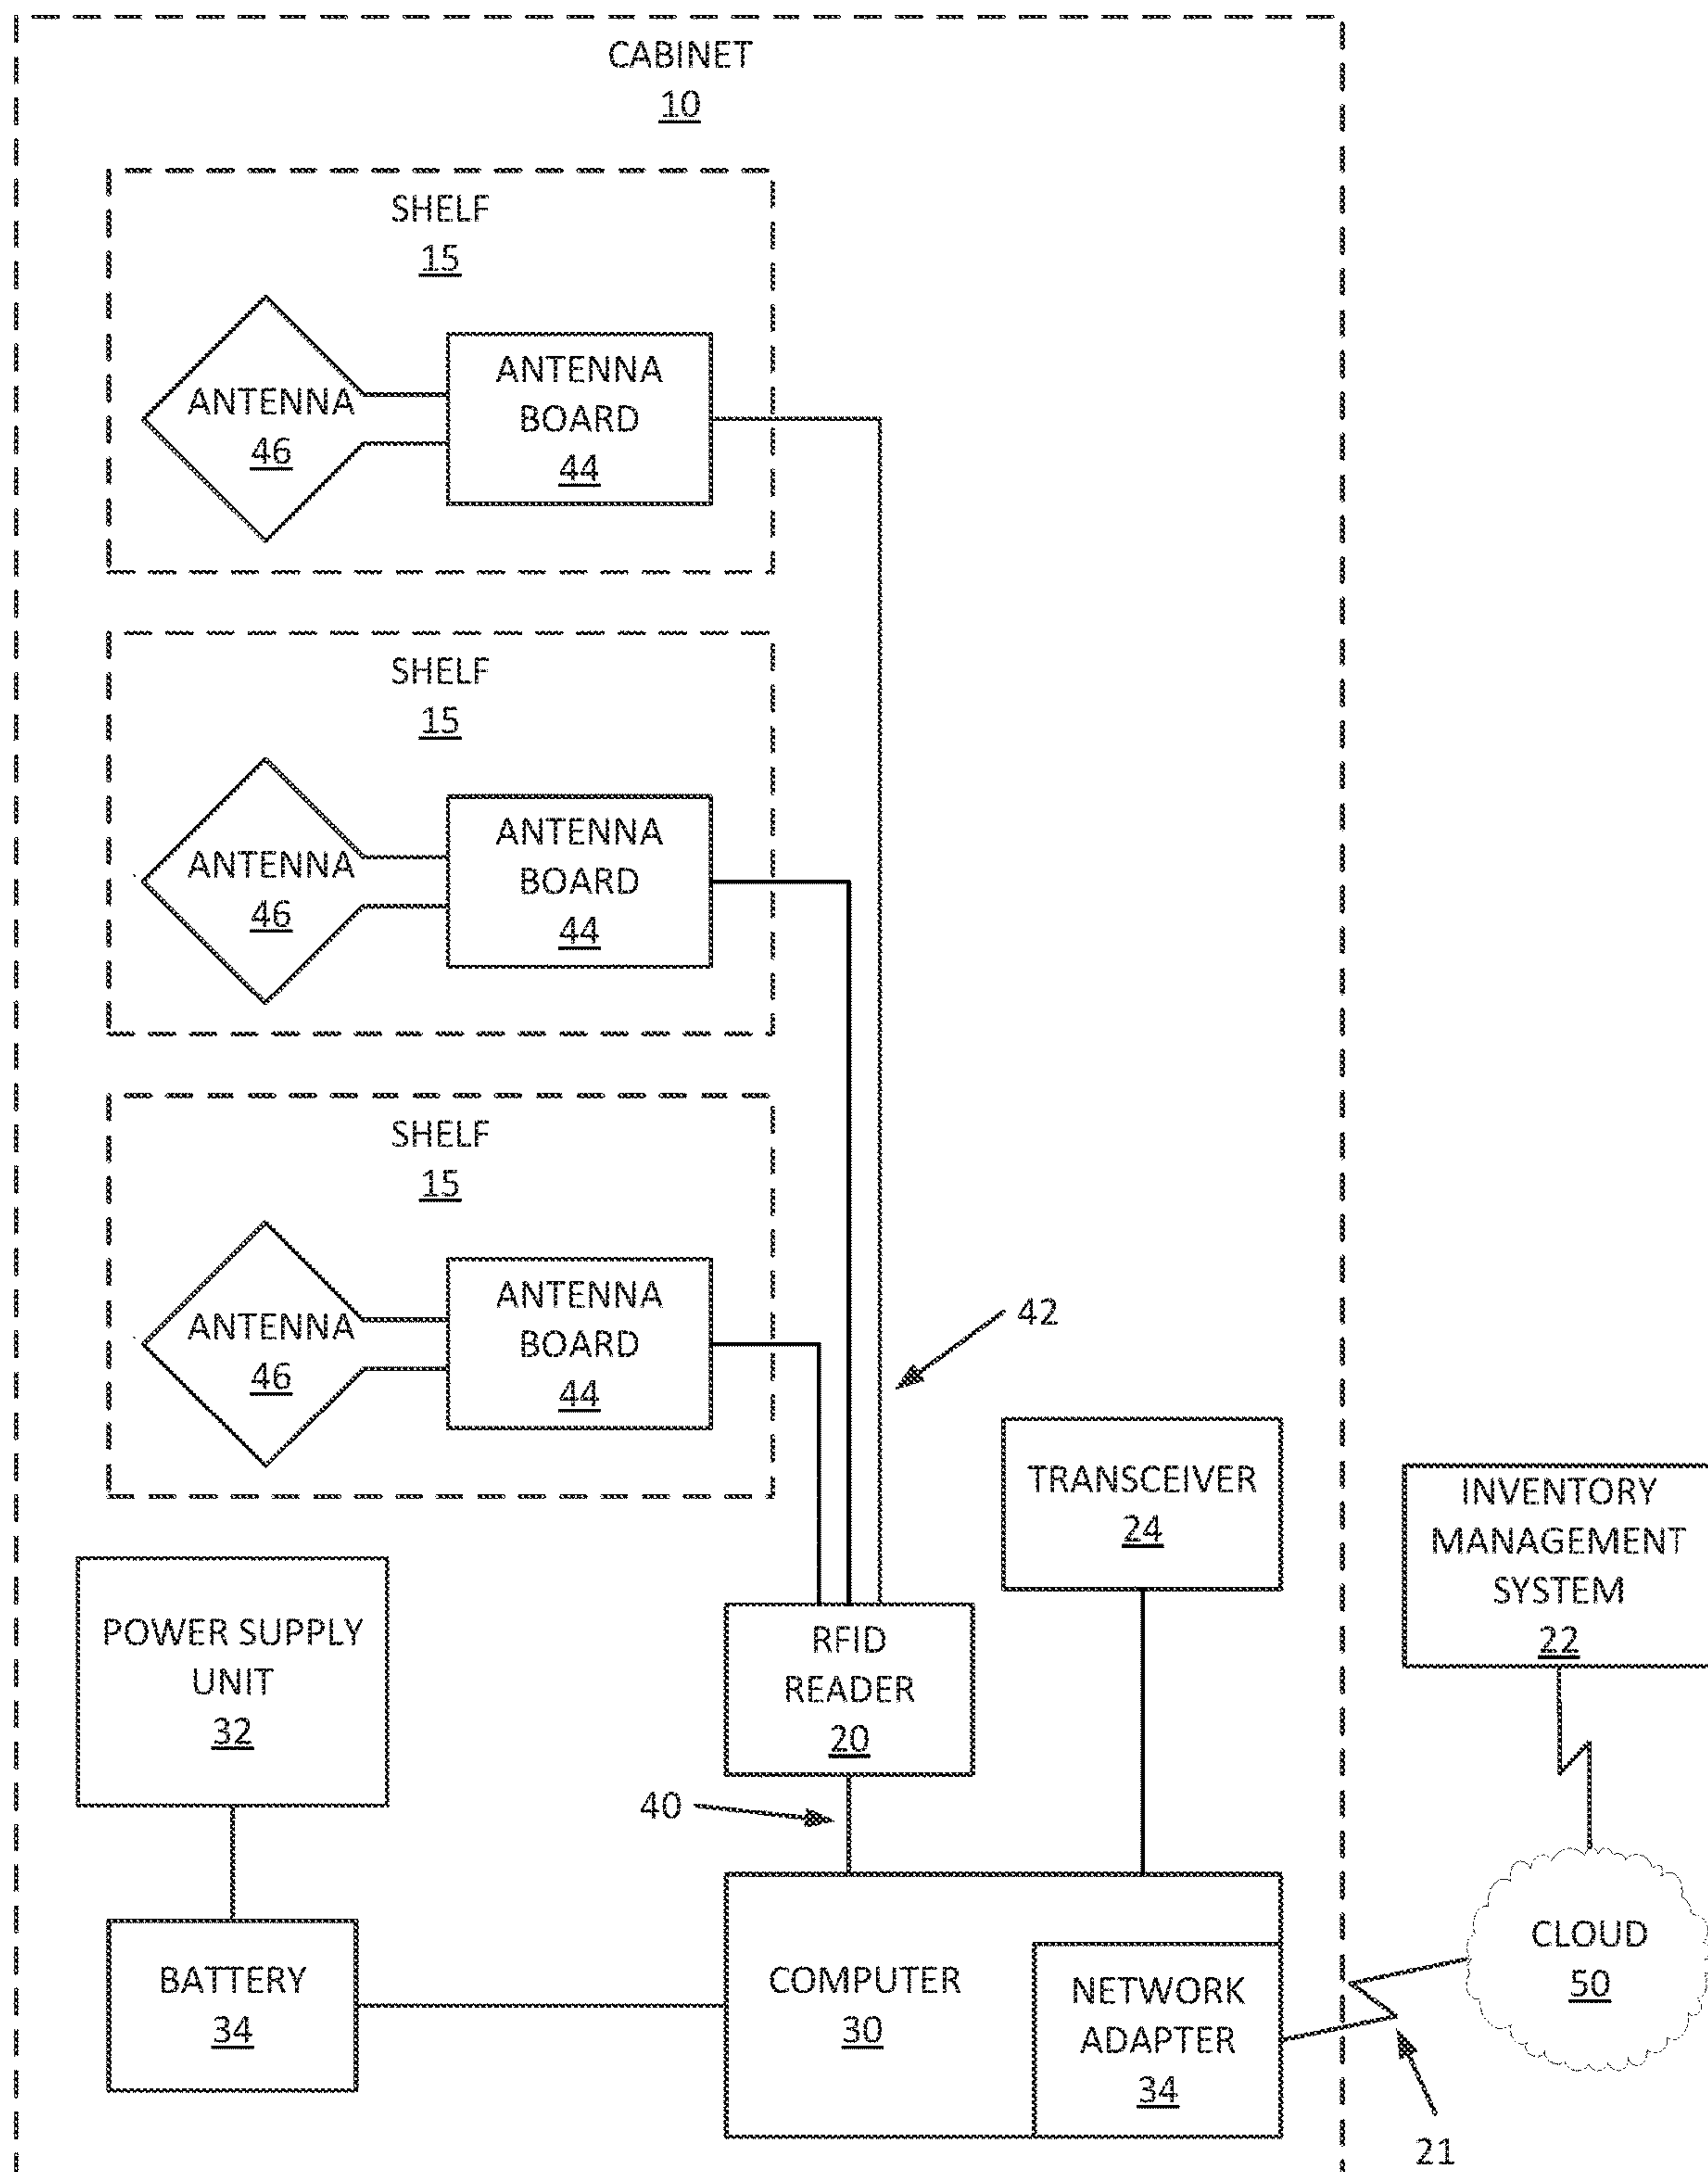 CABINET
10
SHELF
15
ANTENNA
46
ANTENNA
BOARD
44
SHELF
15
ANTENNA
46
ANTENNA
BOARD
44
SHELF
15
ANTENNA
46
ANTENNA
BOARD
44
42
TRANSCEIVER
24
INVENTORY
MANAGEMENT
SYSTEM
22
POWER SUPPLY
UNIT
32
RFID
READER
20
40
BATTERY
34
COMPUTER
30
NETWORK
ADAPTER
34
CLOUD
50
21